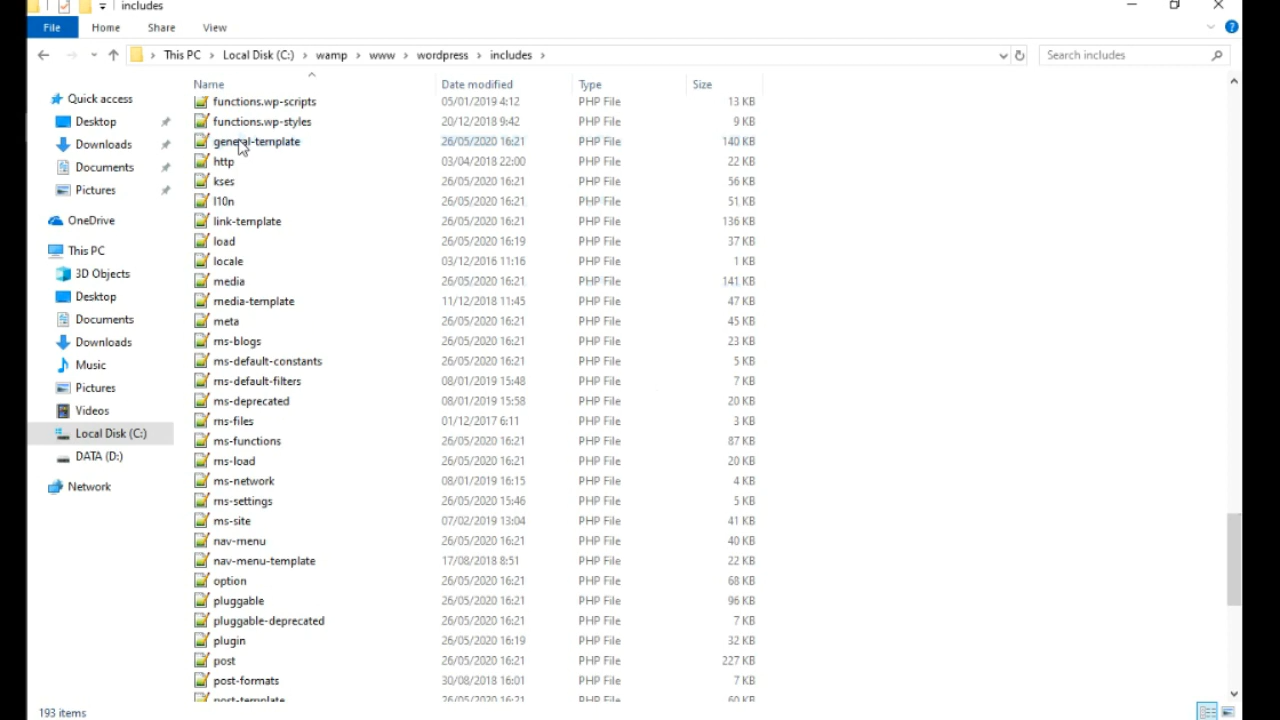 includes
File Home Share View
This PC Local Disk (C:) wamp www wordpress includes Search includes
Name Date modified Type Size
Quick access
Desktop
Downloads
Documents
Pictures
OneDrive
This PC
3D Objects
Desktop
Documents
Downloads
Music
Pictures
Videos
Local Disk (C:)
DATA (D:)
Network
functions.wp-scripts 05/01/2019 4:12 PHP File 13 KB
functions.wp-styles 20/12/2018 9:42 PHP File 9 KB
general-template 26/05/2020 16:21 PHP File 140 KB
http 03/04/2018 22:00 PHP File 22 KB
kses 26/05/2020 16:21 PHP File 56 KB
l10n 26/05/2020 16:21 PHP File 51 KB
link-template 26/05/2020 16:21 PHP File 136 KB
load 26/05/2020 16:19 PHP File 37 KB
locale 03/12/2016 11:16 PHP File 1 KB
media 26/05/2020 16:21 PHP File 141 KB
media-template 11/12/2018 11:45 PHP File 47 KB
meta 26/05/2020 16:21 PHP File 45 KB
ms-blogs 26/05/2020 16:21 PHP File 23 KB
ms-default-constants 26/05/2020 16:21 PHP File 5 KB
ms-default-filters 08/01/2019 15:48 PHP File 7 KB
ms-deprecated 08/01/2019 15:58 PHP File 20 KB
ms-files 01/12/2017 6:11 PHP File 3 KB
ms-functions 26/05/2020 16:21 PHP File 87 KB
ms-load 26/05/2020 16:21 PHP File 20 KB
ms-network 08/01/2019 16:15 PHP File 4 KB
ms-settings 26/05/2020 15:46 PHP File 5 KB
ms-site 07/02/2019 13:04 PHP File 41 KB
nav-menu 26/05/2020 16:21 PHP File 40 KB
nav-menu-template 17/08/2018 8:51 PHP File 22 KB
option 26/05/2020 16:21 PHP File 68 KB
pluggable 26/05/2020 16:21 PHP File 96 KB
pluggable-deprecated 26/05/2020 16:21 PHP File 7 KB
plugin 26/05/2020 16:19 PHP File 32 KB
post 26/05/2020 16:21 PHP File 227 KB
post-formats 30/08/2018 16:01 PHP File 7 KB
post-template 26/05/2020 16:21 PHP File 60 KB
193 items